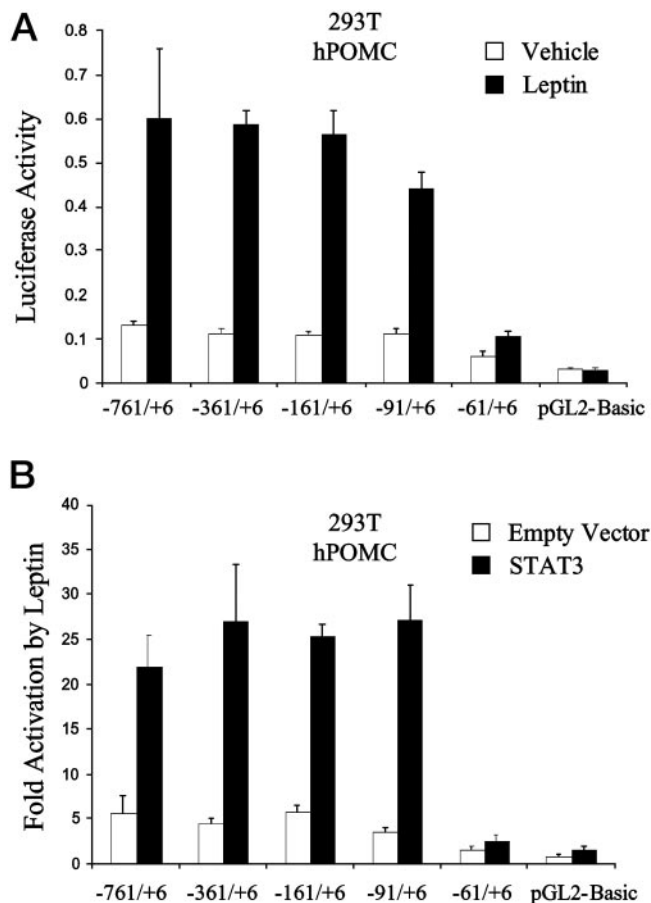 A
293T
hPOMC
Vehicle
Leptin
Luciferase Activity
0.8
0.7
0.6
0.5
0.4
0.3
0.2
0.1
0
-761/+6 -361/+6 -161/+6 -91/+6 -61/+6 pGL2-Basic
B
293T
hPOMC
Empty Vector
STAT3
Fold Activation by Leptin
40
35
30
25
20
15
10
5
0
-761/+6 -361/+6 -161/+6 -91/+6 -61/+6 pGL2-Basic